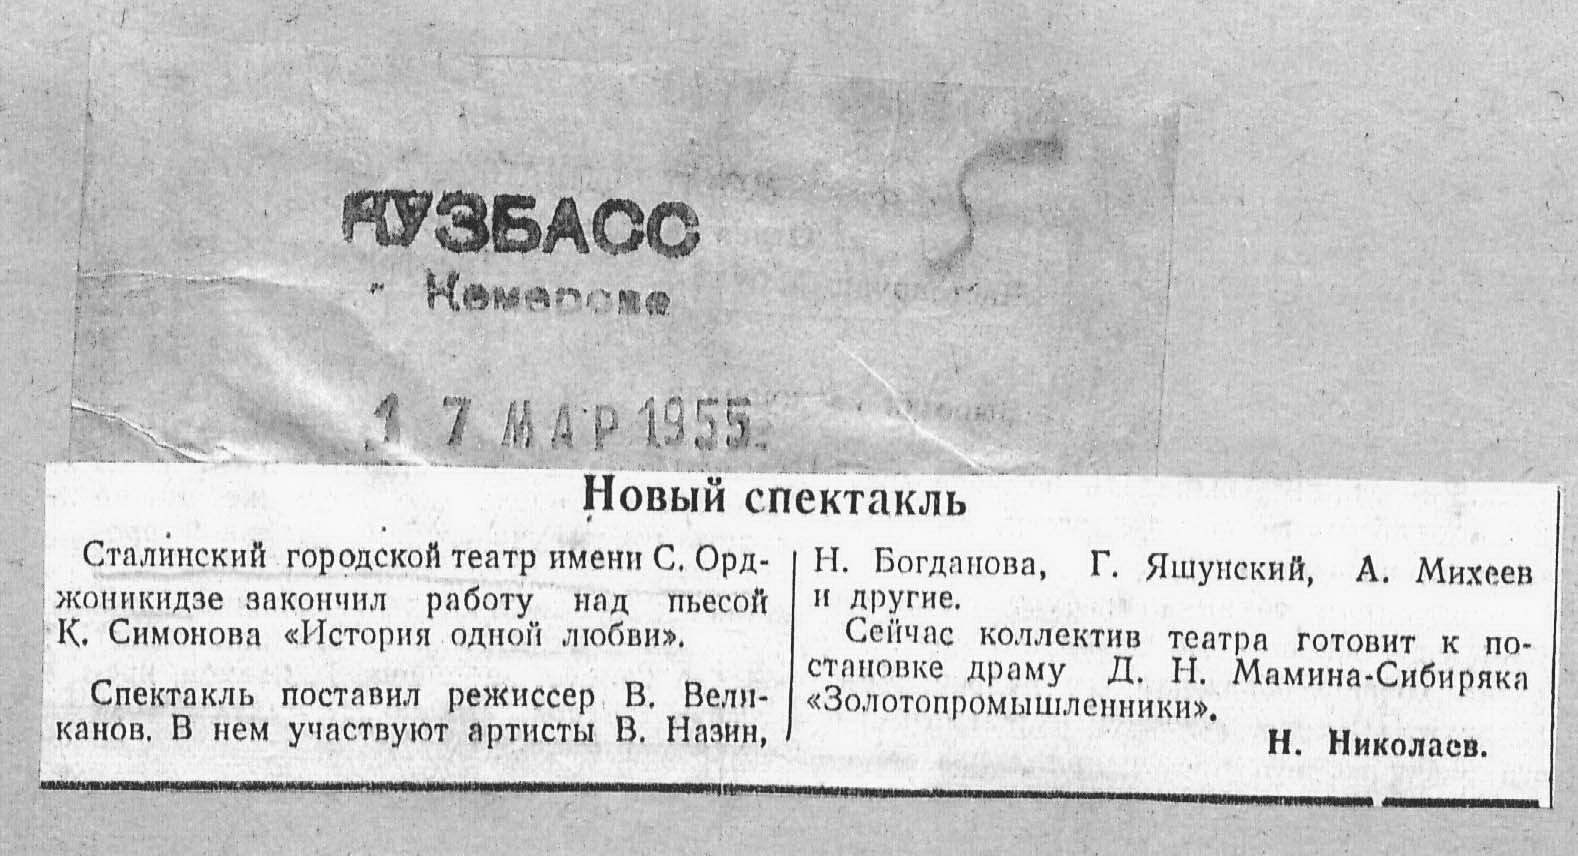 КУЗБАСС
Кемерово
17 МАР 1955
Новый спектакль
Сталинский городской театр имени С. Орд-
жоникидзе закончил работу над пьесой
К. Симонова «История одной любви».
Спектакль поставил режиссер В. Вели-
канов. В нем участвуют артисты В. Назин,
Н. Богданова, Г. Яшунский, А. Михеев
и другие.
Сейчас коллектив театра готовит к по-
становке драму Д. Н. Мамина-Сибиряка
«Золотопромышленники».
Н. Николаев.